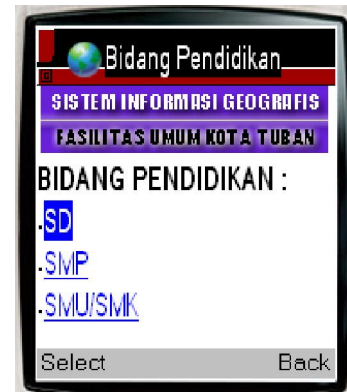 Bidang Pendidikan
SISTEM INFORMASI GEOGRAFIS
FASILITAS UMUM KOTA TUBAN
BIDANG PENDIDIKAN :
.SD
.SMP
.SMU/SMK
Select Back